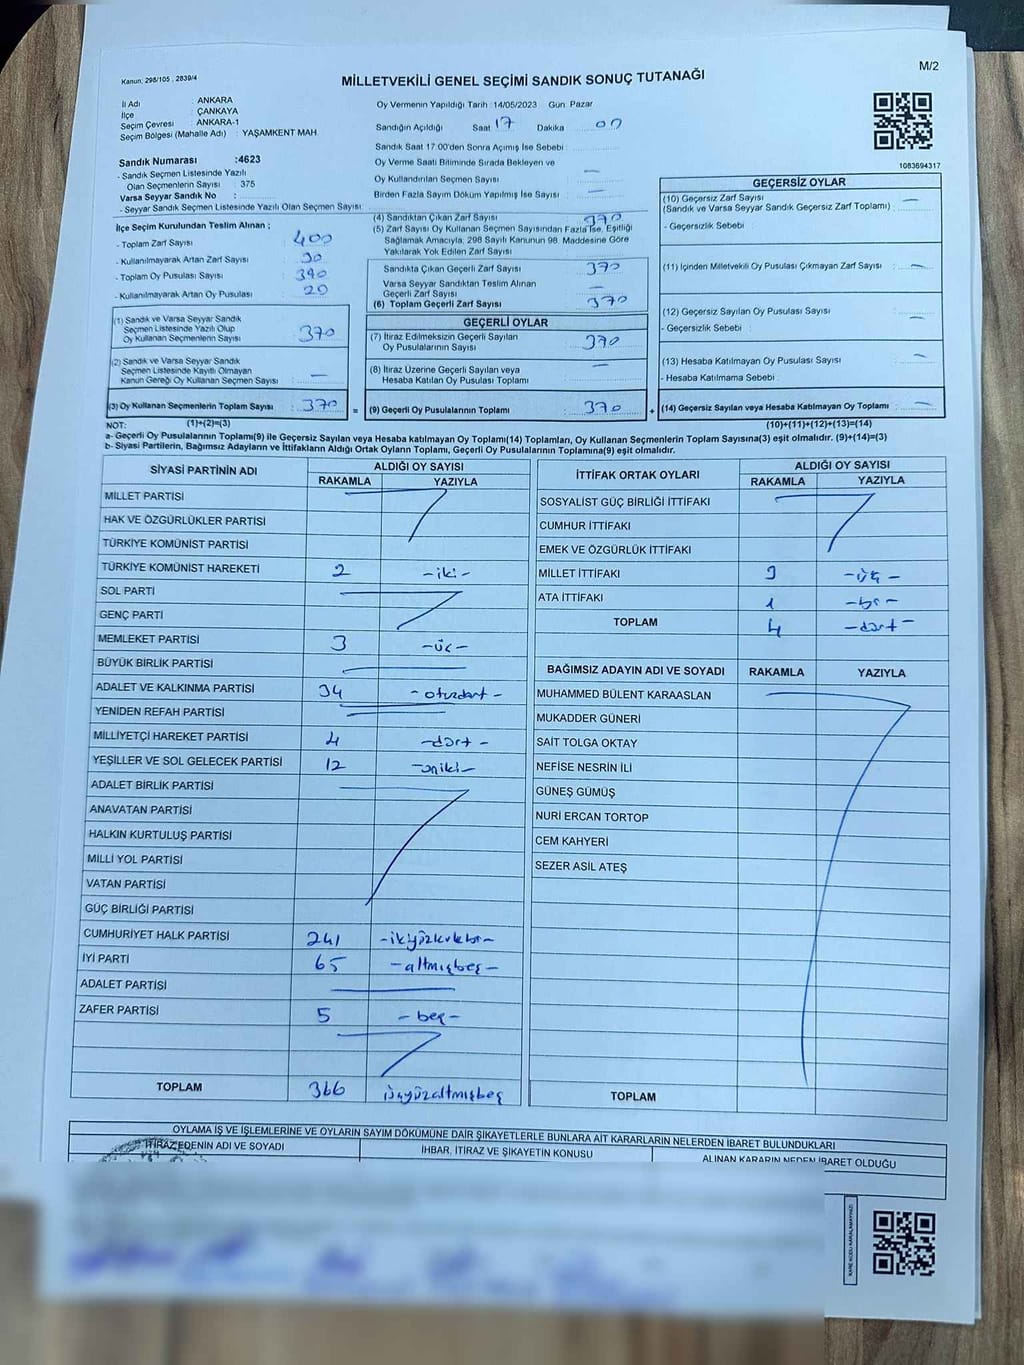 M/2
Kanun; 298/105 , 2839/4
MİLLETVEKİLİ GENEL SEÇİMİ SANDIK SONUÇ TUTANAĞI
İl Adı : ANKARA
İlçe : ÇANKAYA
Seçim Çevresi : ANKARA-1
Seçim Bölgesi (Mahalle Adı) : YAŞAMKENT MAH.
Sandık Numarası :4623
- Sandık Seçmen Listesinde Yazılı
Olan Seçmenlerin Sayısı : 375
Varsa Seyyar Sandık No :
- Seyyar Sandık Seçmen Listesinde Yazılı Olan Seçmen Sayısı:
Oy Vermenin Yapıldığı Tarih : 14/05/2023 Gün Pazar
Sandığın Açıldığı Saat 17 Dakika 00
Sandık Saat 17:00'den Sonra Açımış İse Sebebi :
Oy Verme Saati Bitiminde Sırada Bekleyen ve
Oy Kullandırılan Seçmen Sayısı : —
Birden Fazla Sayım Döküm Yapılmış İse Sayısı : —
1083694317
İlçe Seçim Kurulundan Teslim Alınan ;
- Toplam Zarf Sayısı : 400
- Kullanılmayarak Artan Zarf Sayısı : 30
- Toplam Oy Pusulası Sayısı : 390
- Kullanılmayarak Artan Oy Pusulası : 20
(1) Sandık ve Varsa Seyyar Sandık
Seçmen Listesinde Yazılı Olup
Oy Kullanan Seçmenlerin Sayısı : 370
(2) Sandık ve Varsa Seyyar Sandık
Listesinde Kayıtlı Olmayan
Kanun Gereği Oy Kullanan Seçmen Sayısı : —
(3) Oy Kullanan Seçmenlerin Toplam Sayısı : 370
(1)+(2)=(3)
(4) Sandıktan Çıkan Zarf Sayısı : 370
(5) Zarf Sayısı Oy Kullanan Seçmen Sayısından Fazla İse, Eşitliği
Sağlamak Amacıyla, 298 Sayılı Kanunun 98. Maddesine Göre
Yakılarak Yok Edilen Zarf Sayısı :
Sandıkta Çıkan Geçerli Zarf Sayısı : 370
Varsa Seyyar Sandıktan Teslim Alınan
Geçerli Zarf Sayısı : —
(6) Toplam Geçerli Zarf Sayısı : 370
GEÇERLİ OYLAR
(7) İtiraz Edilmeksizin Geçerli Sayılan
Oy Pusulalarının Sayısı : 370
(8) İtiraz Üzerine Geçerli Sayılan veya
Hesaba Katılan Oy Pusulası Toplamı : —
= (9) Geçerli Oy Pusulalarının Toplamı : 370 +
GEÇERSİZ OYLAR
(10) Geçersiz Zarf Sayısı : —
(Sandık ve Varsa Seyyar Sandık Geçersiz Zarf Toplamı)
- Geçersizlik Sebebi :
(11) İçinden Milletvekili Oy Pusulası Çıkmayan Zarf Sayısı : —
(12) Geçersiz Sayılan Oy Pusulası Sayısı : —
- Geçersizlik Sebebi :
(13) Hesaba Katılmayan Oy Pusulası Sayısı : —
- Hesaba Katılmama Sebebi :
(14) Geçersiz Sayılan veya Hesaba Katılmayan Oy Toplamı : —
(10)+(11)+(12)+(13)=(14)
NOT:
a- Geçerli Oy Pusulalarının Toplamı(9) ile Geçersiz Sayılan veya Hesaba katılmayan Oy Toplamı(14) Toplamları, Oy Kullanan Seçmenlerin Toplam Sayısına(3) eşit olmalıdır. (9)+(14)=(3)
b- Siyasi Partilerin, Bağımsız Adayların ve İttifakların Aldığı Ortak Oyların Toplamı, Geçerli Oy Pusulalarının Toplamına(9) eşit olmalıdır.
SİYASİ PARTİNİN ADI ALDIĞI OY SAYISI
RAKAMLA YAZIYLA
MİLLET PARTİSİ
HAK VE ÖZGÜRLÜKLER PARTİSİ
TÜRKİYE KOMÜNİST PARTİSİ
TÜRKİYE KOMÜNİST HAREKETİ 2 -iki-
SOL PARTİ
GENÇ PARTİ
MEMLEKET PARTİSİ 3 -üç-
BÜYÜK BİRLİK PARTİSİ
ADALET VE KALKINMA PARTİSİ 34 -otuzdört-
YENİDEN REFAH PARTİSİ
MİLLİYETÇİ HAREKET PARTİSİ 4 -dört-
YEŞİLLER VE SOL GELECEK PARTİSİ 12 -oniki-
ADALET BİRLİK PARTİSİ
ANAVATAN PARTİSİ
HALKIN KURTULUŞ PARTİSİ
MİLLİ YOL PARTİSİ
VATAN PARTİSİ
GÜÇ BİRLİĞİ PARTİSİ
CUMHURİYET HALK PARTİSİ 241 -ikiyüzkırkbir-
İYİ PARTİ 65 -altmışbeş-
ADALET PARTİSİ
ZAFER PARTİSİ 5 -beş-
TOPLAM 366 üçyüzaltmışbeş
İTTİFAK ORTAK OYLARI ALDIĞI OY SAYISI
RAKAMLA YAZIYLA
SOSYALİST GÜÇ BİRLİĞİ İTTİFAKI
CUMHUR İTTİFAKI
EMEK VE ÖZGÜRLÜK İTTİFAKI
MİLLET İTTİFAKI 3 -üç-
ATA İTTİFAKI 1 -bir-
TOPLAM 4 -dört-
BAĞIMSIZ ADAYIN ADI VE SOYADI RAKAMLA YAZIYLA
MUHAMMED BÜLENT KARAASLAN
MUKADDER GÜNERİ
SAİT TOLGA OKTAY
NEFİSE NESRİN İLİ
GÜNEŞ GÜMÜŞ
NURİ ERCAN TORTOP
CEM KAHYERİ
SEZER ASİL ATEŞ
TOPLAM
OYLAMA İŞ VE İŞLEMLERİNE VE OYLARIN SAYIM DÖKÜMÜNE DAİR ŞİKAYETLERLE BUNLARA AİT KARARLARIN NELERDEN İBARET BULUNDUKLARI
İTİRAZ EDENİN ADI VE SOYADI
İHBAR, İTİRAZ VE ŞİKAYETİN KONUSU
ALINAN KARARIN NEDEN İBARET OLDUĞU
KARE KODU KARALAMAYINIZ!